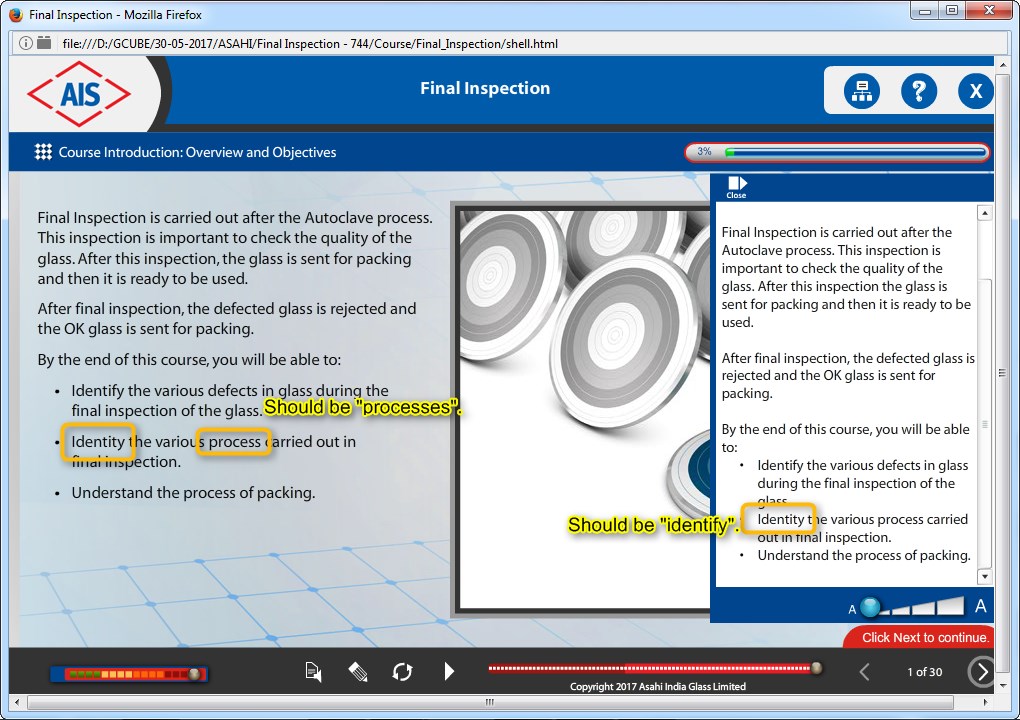 Final Inspection - Mozilla Firefox
file:///D:/GCUBE/30-05-2017/ASAHI/Final Inspection - 744/Course/Final_Inspection/shell.html
AIS
Final Inspection
?
X
Course Introduction: Overview and Objectives
3%
Final Inspection is carried out after the Autoclave process.
This inspection is important to check the quality of the
glass. After this inspection, the glass is sent for packing
and then it is ready to be used.
After final inspection, the defected glass is rejected and
the OK glass is sent for packing.
By the end of this course, you will be able to:
• Identify the various defects in glass during the
final inspection of the glass.
Should be "processes".
• Identity the various process carried out in
final inspection.
• Understand the process of packing.
Close
Final Inspection is carried out after the
Autoclave process. This inspection is
important to check the quality of the
glass. After this inspection the glass is
sent for packing and then it is ready to be
used.
After final inspection, the defected glass is
rejected and the OK glass is sent for
packing.
By the end of this course, you will be able
to:
• Identify the various defects in glass
during the final inspection of the
glass.
Should be "identify".
• Identity the various process carried
out in final inspection.
• Understand the process of packing.
A A
Click Next to continue.
1 of 30
Copyright 2017 Asahi India Glass Limited